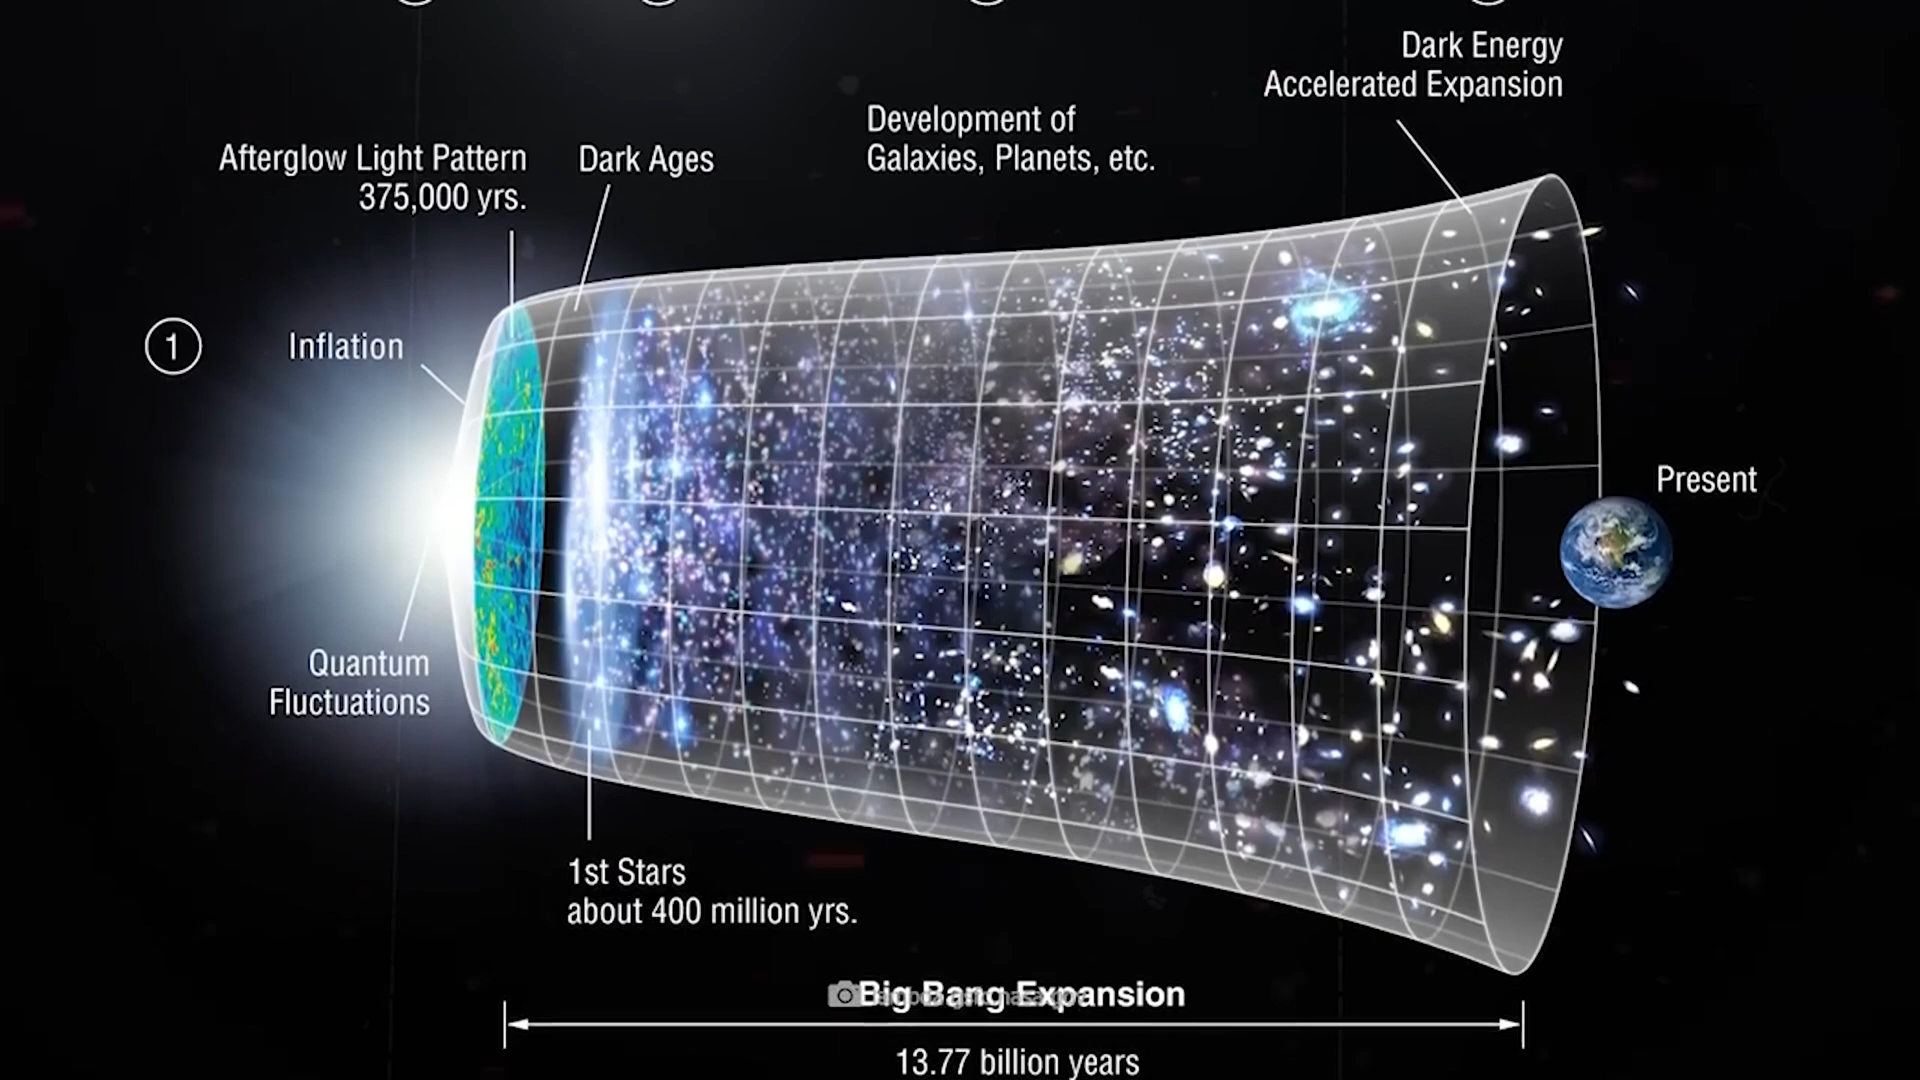 Dark Energy
Accelerated Expansion
Development of
Galaxies, Planets, etc.
Afterglow Light Pattern
375,000 yrs.
Dark Ages
1
Inflation
Present
Quantum
Fluctuations
1st Stars
about 400 million yrs.
Big Bang Expansion
13.77 billion years